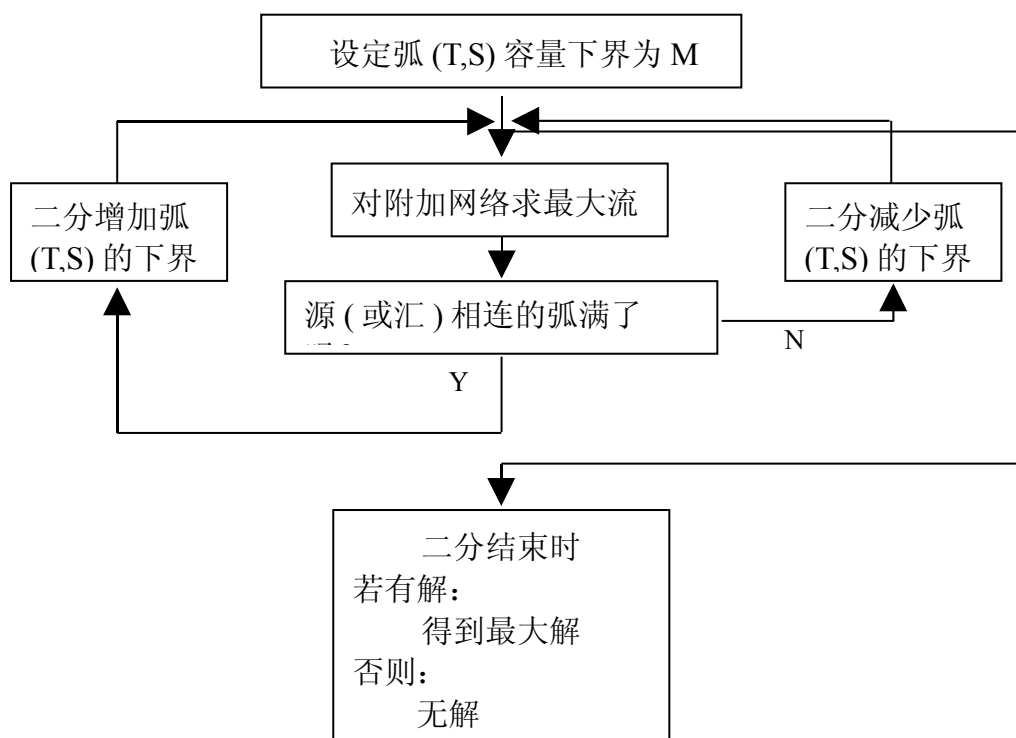 设定弧 (T,S) 容量下界为 M
对附加网络求最大流
二分增加弧
(T,S) 的下界
二分减少弧
(T,S) 的下界
源 ( 或汇 ) 相连的弧满了
N
Y
二分结束时
若有解：
得到最大解
否则：
无解